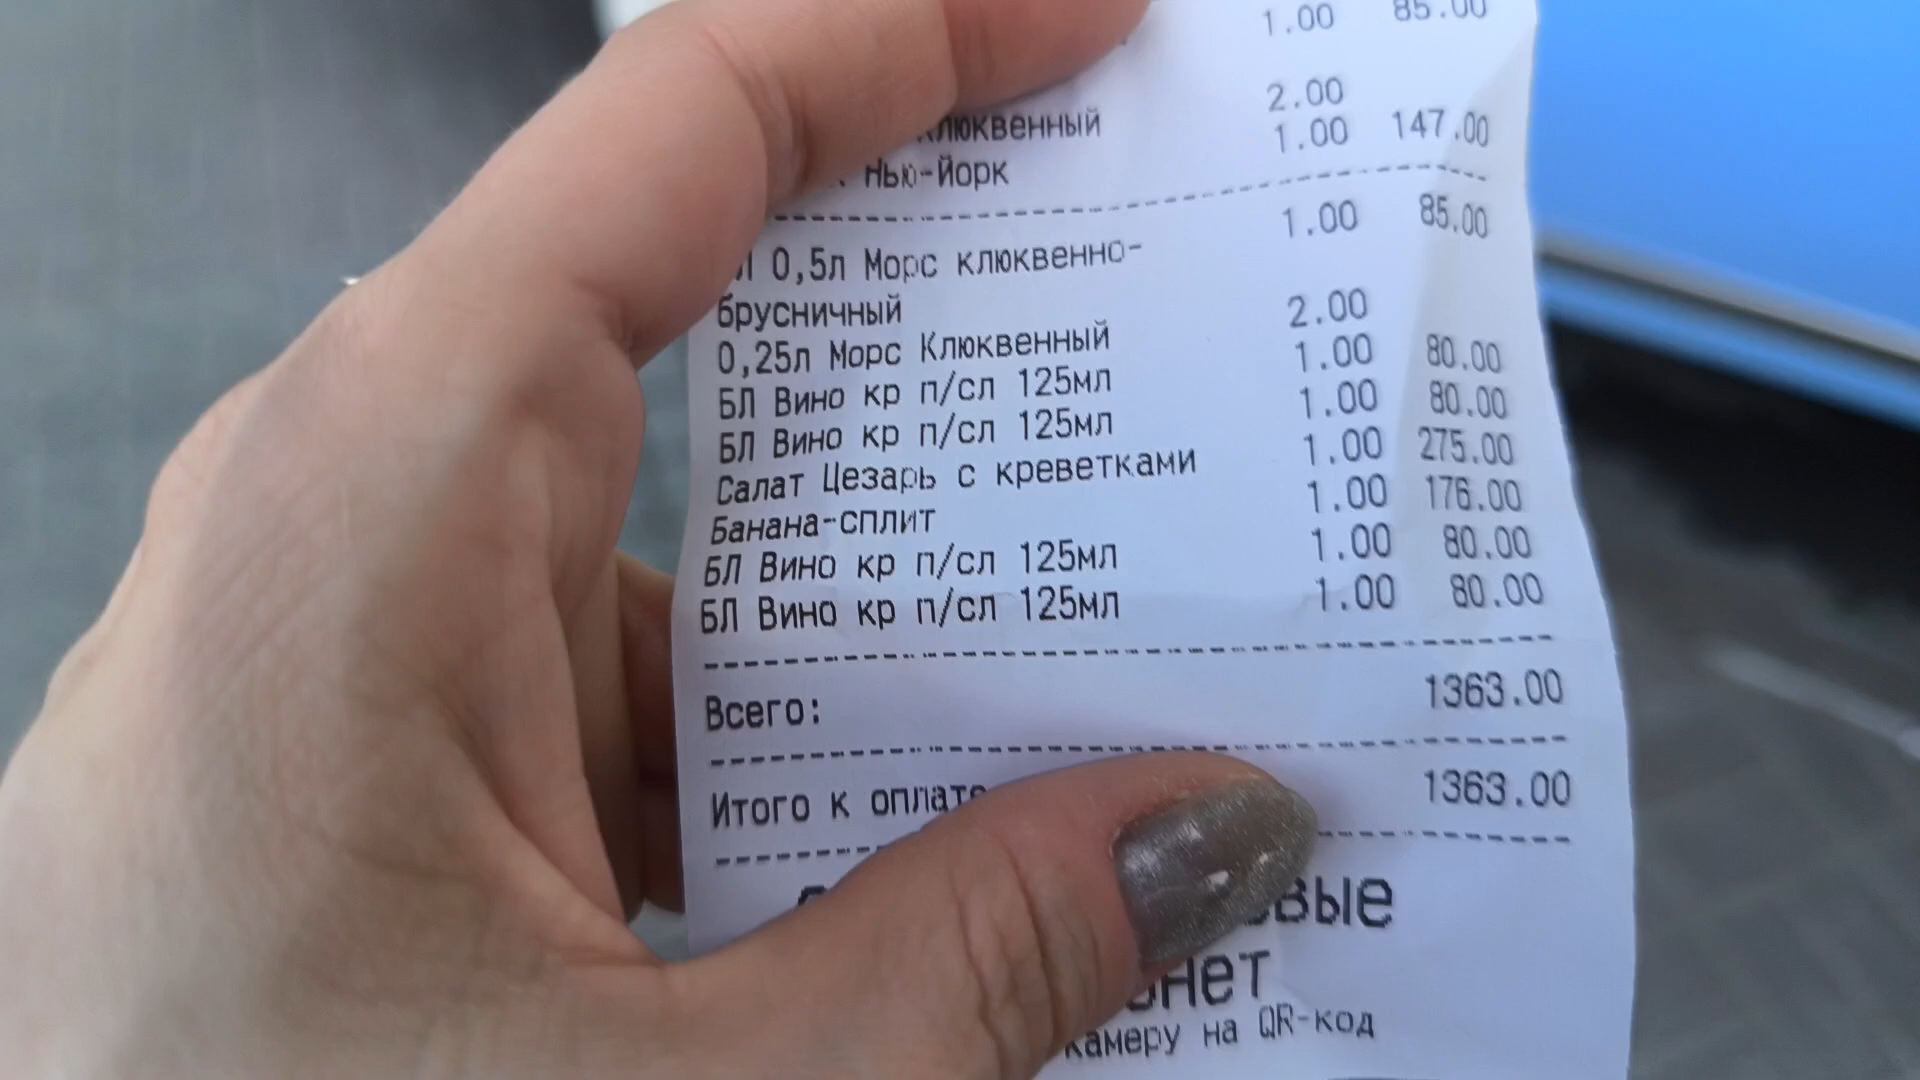 1.00 85.00
2.00
клюквенный 1.00 147.00
Нью-Йорк
1.00 85.00
0,5л Морс клюквенно-
брусничный 2.00
0,25л Морс Клюквенный 1.00 80.00
БЛ Вино кр п/сл 125мл 1.00 80.00
БЛ Вино кр п/сл 125мл 1.00 275.00
Салат Цезарь с креветками 1.00 176.00
Банана-сплит 1.00 80.00
БЛ Вино кр п/сл 125мл 1.00 80.00
БЛ Вино кр п/сл 125мл
Всего: 1363.00
Итого к оплате 1363.00
камеру на QR-код